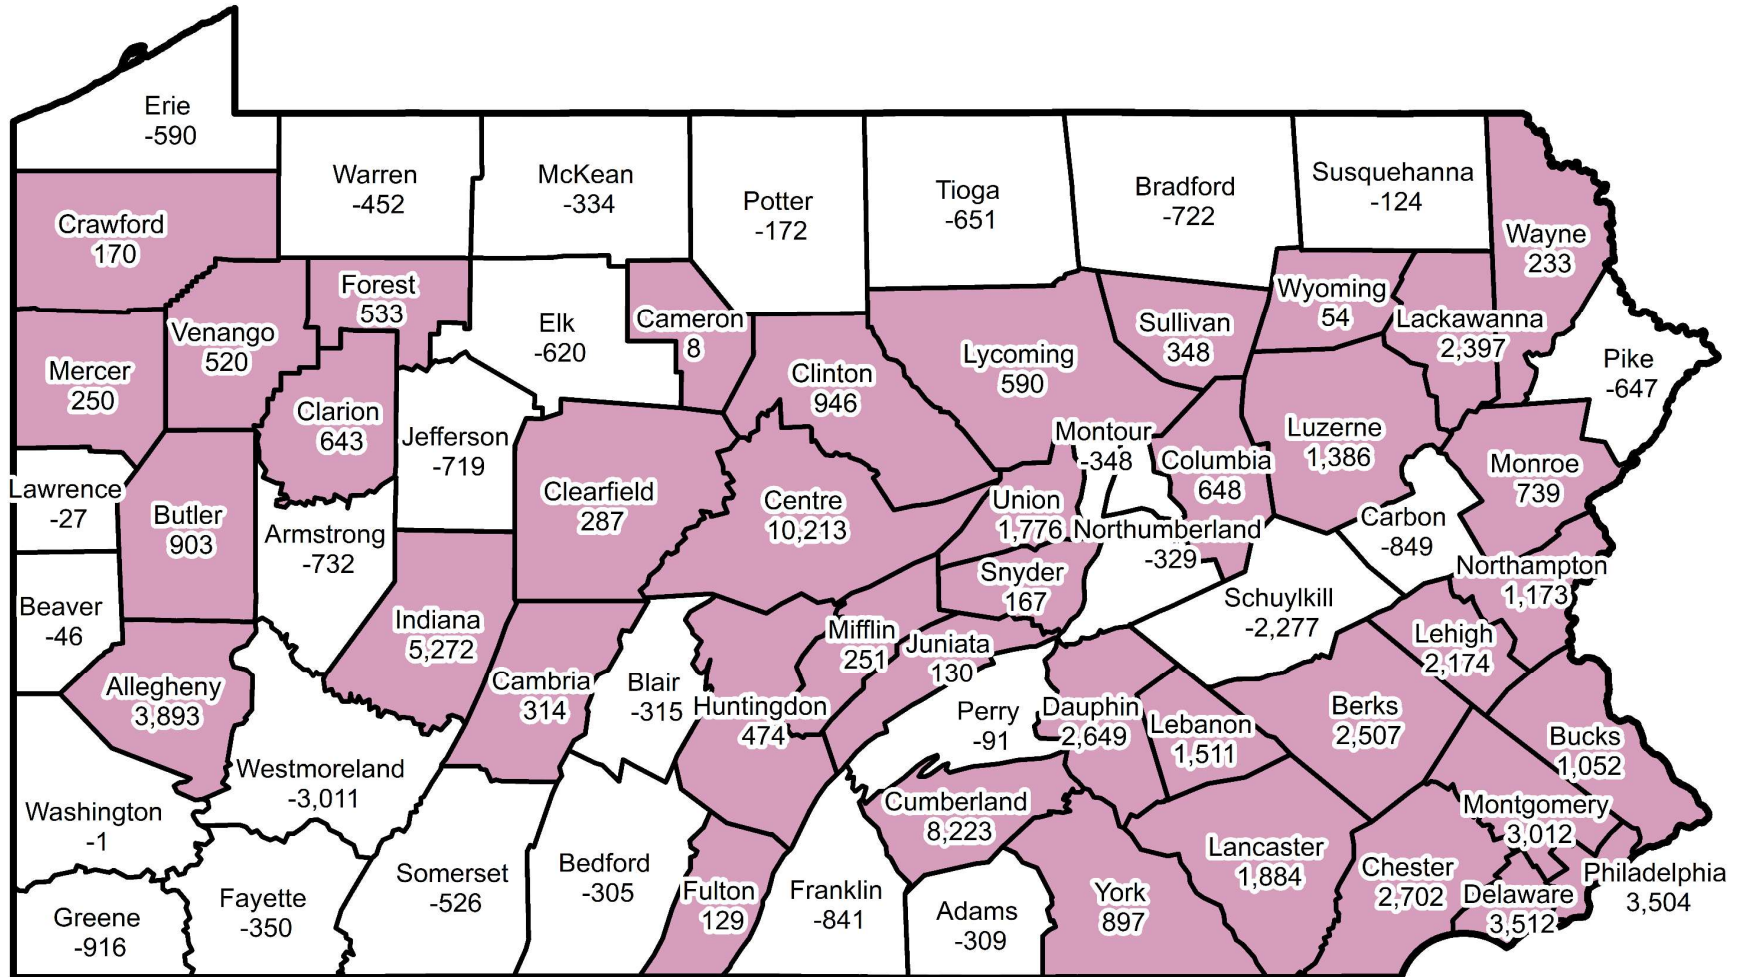 Erie
-590
Warren
-452
McKean
-334
Potter
-172
Tioga
-651
Bradford
-722
Susquehanna
-124
Wayne
233
Crawford
170
Forest
533
Venango
520
Elk
-620
Cameron
8
Sullivan
348
Wyoming
54
Lackawanna
2,397
Pike
-647
Mercer
250
Clarion
643
Clinton
946
Lycoming
590
Jefferson
-719
Montour
-348
Columbia
648
Luzerne
1,386
Monroe
739
Lawrence
-27
Butler
903
Armstrong
-732
Clearfield
287
Centre
10,213
Union
1,776
Northumberland
-329
Carbon
-849
Northampton
1,173
Beaver
-46
Indiana
5,272
Snyder
167
Schuylkill
-2,277
Mifflin
251
Juniata
130
Lehigh
2,174
Allegheny
3,893
Cambria
314
Blair
-315
Huntingdon
474
Perry
-91
Dauphin
2,649
Lebanon
1,511
Berks
2,507
Bucks
1,052
Westmoreland
-3,011
Washington
-1
Cumberland
8,223
Montgomery
3,012
Lancaster
1,884
Chester
2,702
Philadelphia
3,504
Delaware
3,512
Greene
-916
Fayette
-350
Somerset
-526
Bedford
-305
Fulton
129
Franklin
-841
Adams
-309
York
897